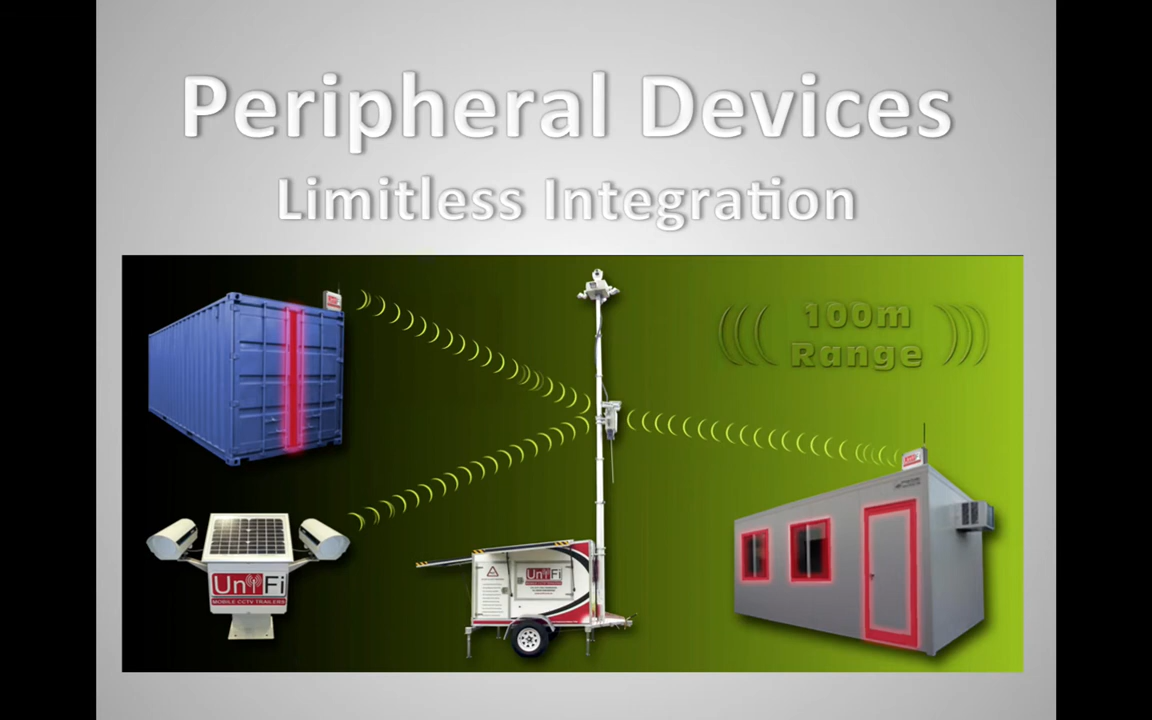 Peripheral Devices
Limitless Integration
100m
Range
UniFi
MOBILE CCTV TRAILERS
UniFi